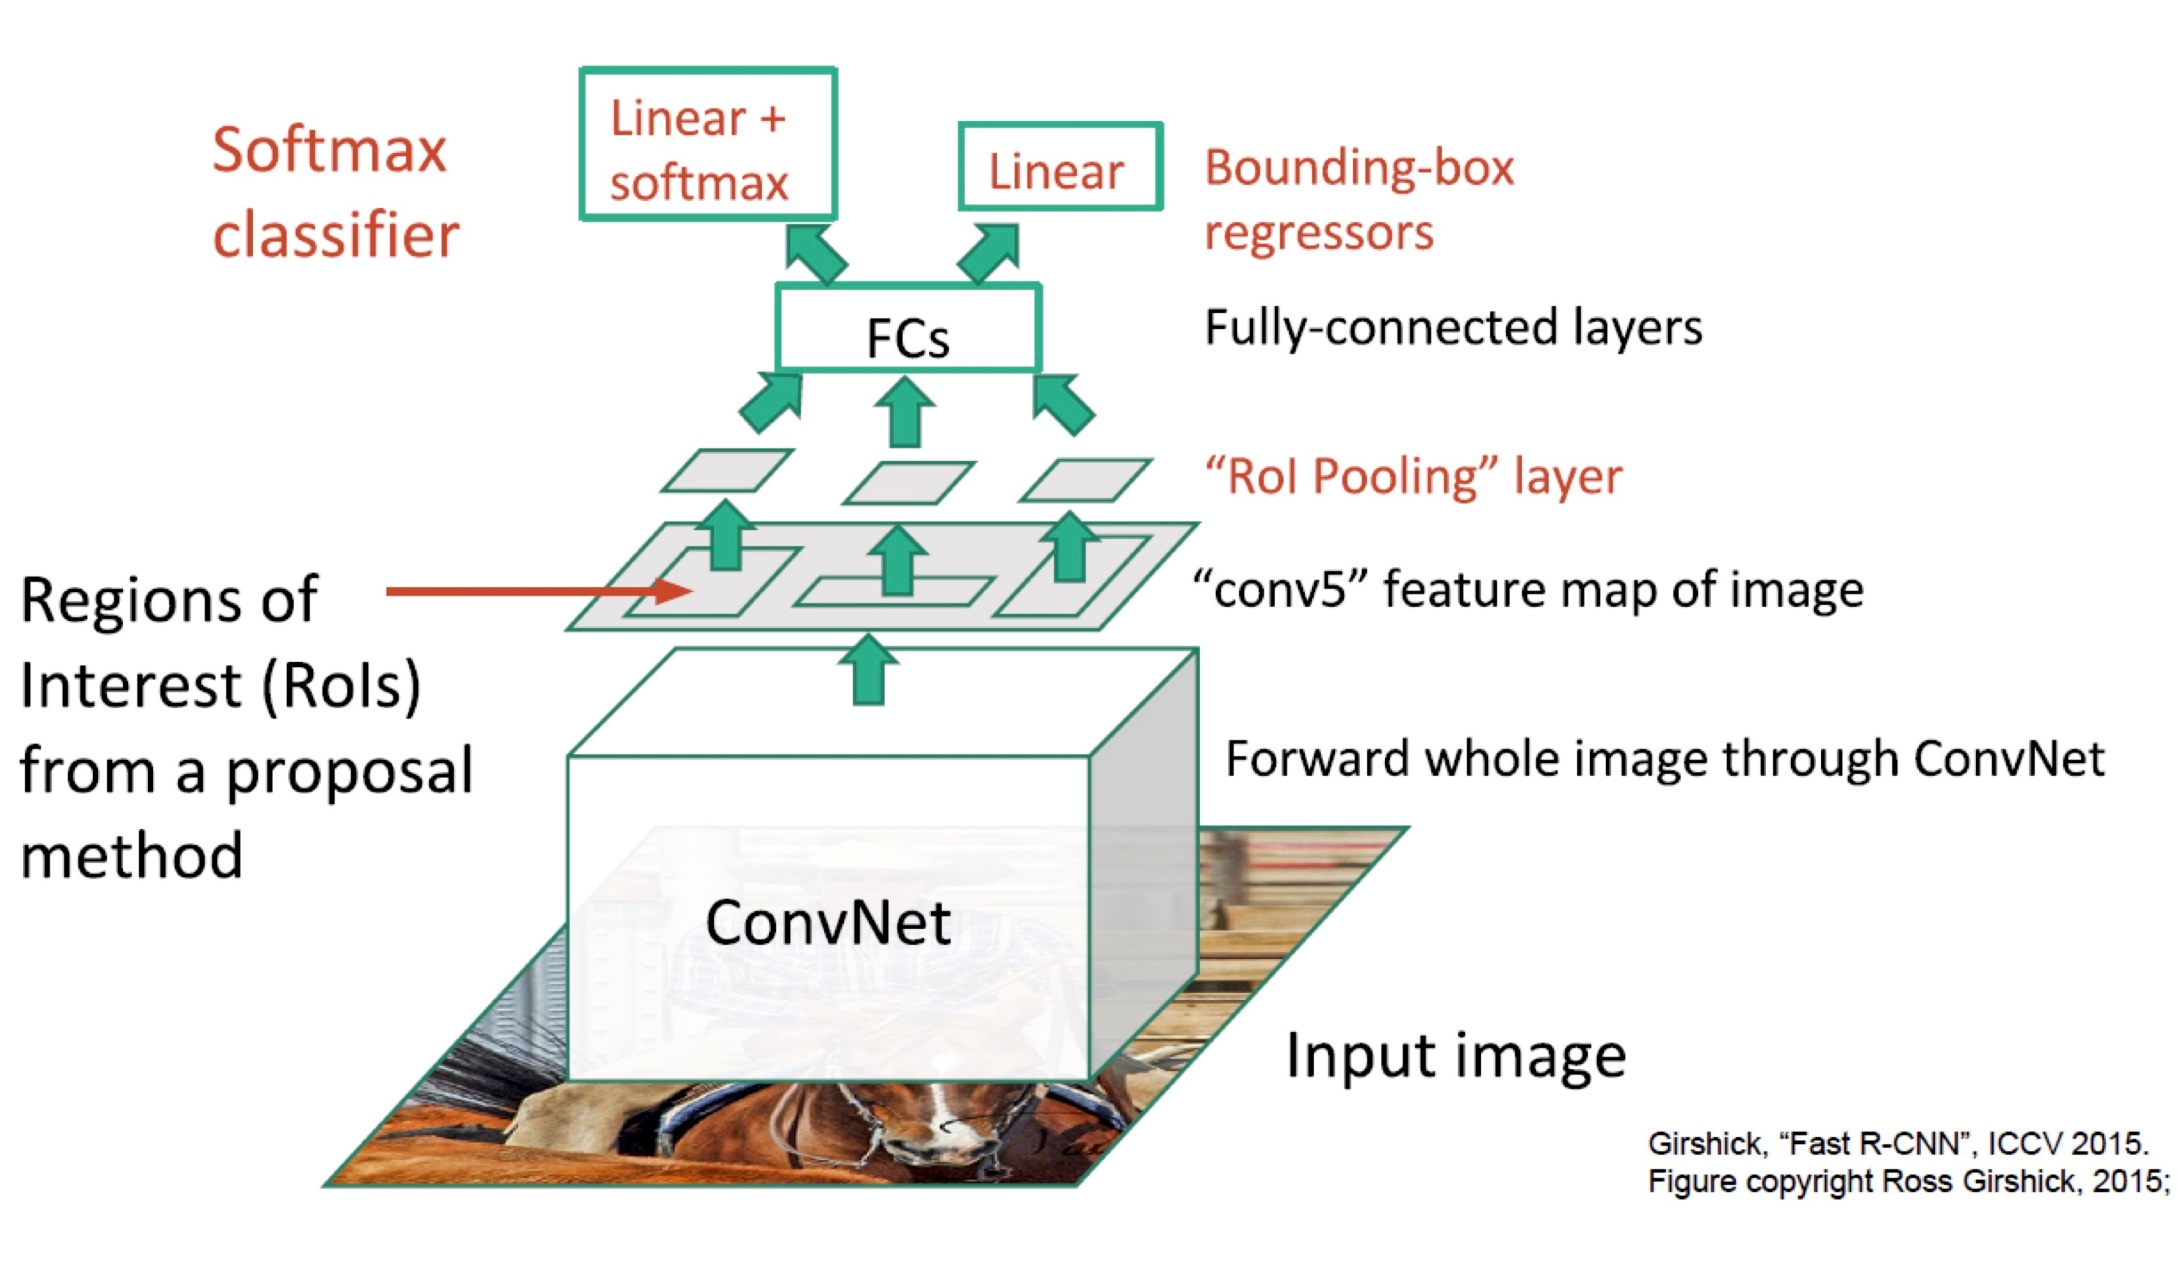 Linear +
softmax
Softmax
classifier
Linear
Bounding-box
regressors
FCs
Fully-connected layers
“RoI Pooling” layer
“conv5” feature map of image
Regions of
Interest (RoIs)
from a proposal
method
Forward whole image through ConvNet
ConvNet
Input image
Girshick, “Fast R-CNN”, ICCV 2015.
Figure copyright Ross Girshick, 2015;